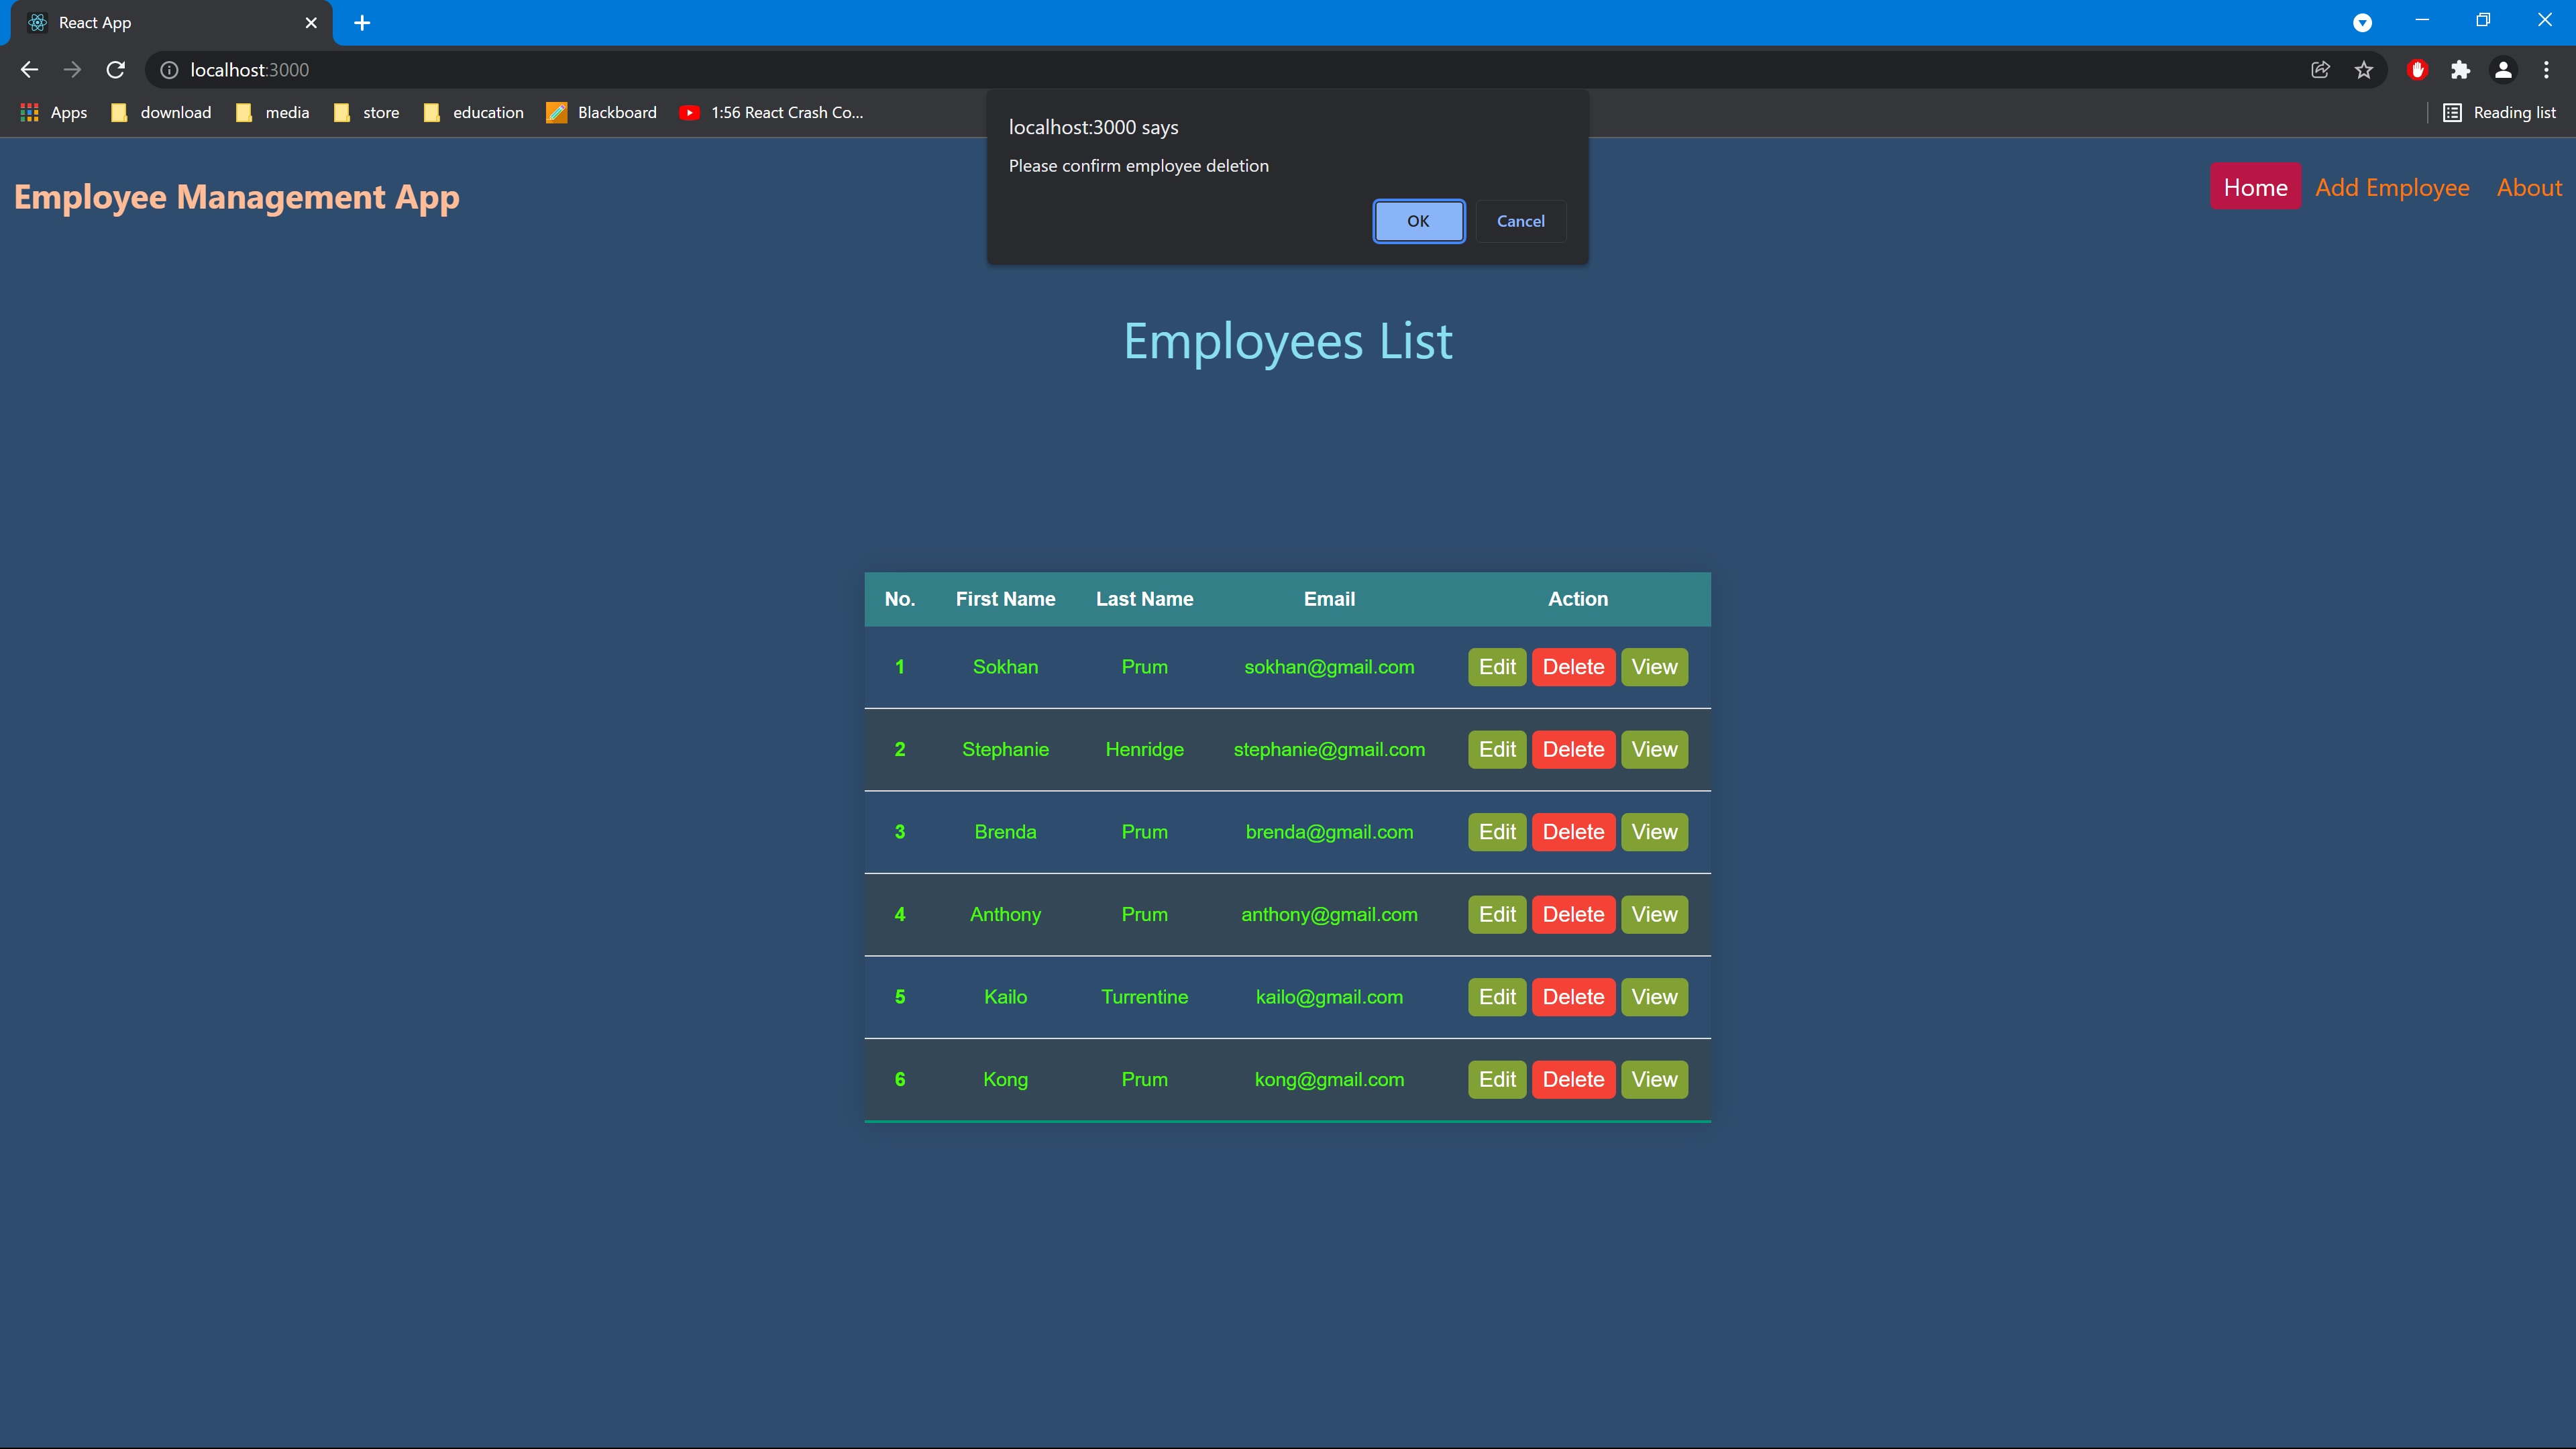 React App
localhost:3000
Apps download media store education Blackboard 1:56 React Crash Co... Reading list
localhost:3000 says
Please confirm employee deletion
OK Cancel
Employee Management App
Home Add Employee About
Employees List
No. First Name Last Name Email Action
1 Sokhan Prum sokhan@gmail.com Edit Delete View
2 Stephanie Henridge stephanie@gmail.com Edit Delete View
3 Brenda Prum brenda@gmail.com Edit Delete View
4 Anthony Prum anthony@gmail.com Edit Delete View
5 Kailo Turrentine kailo@gmail.com Edit Delete View
6 Kong Prum kong@gmail.com Edit Delete View